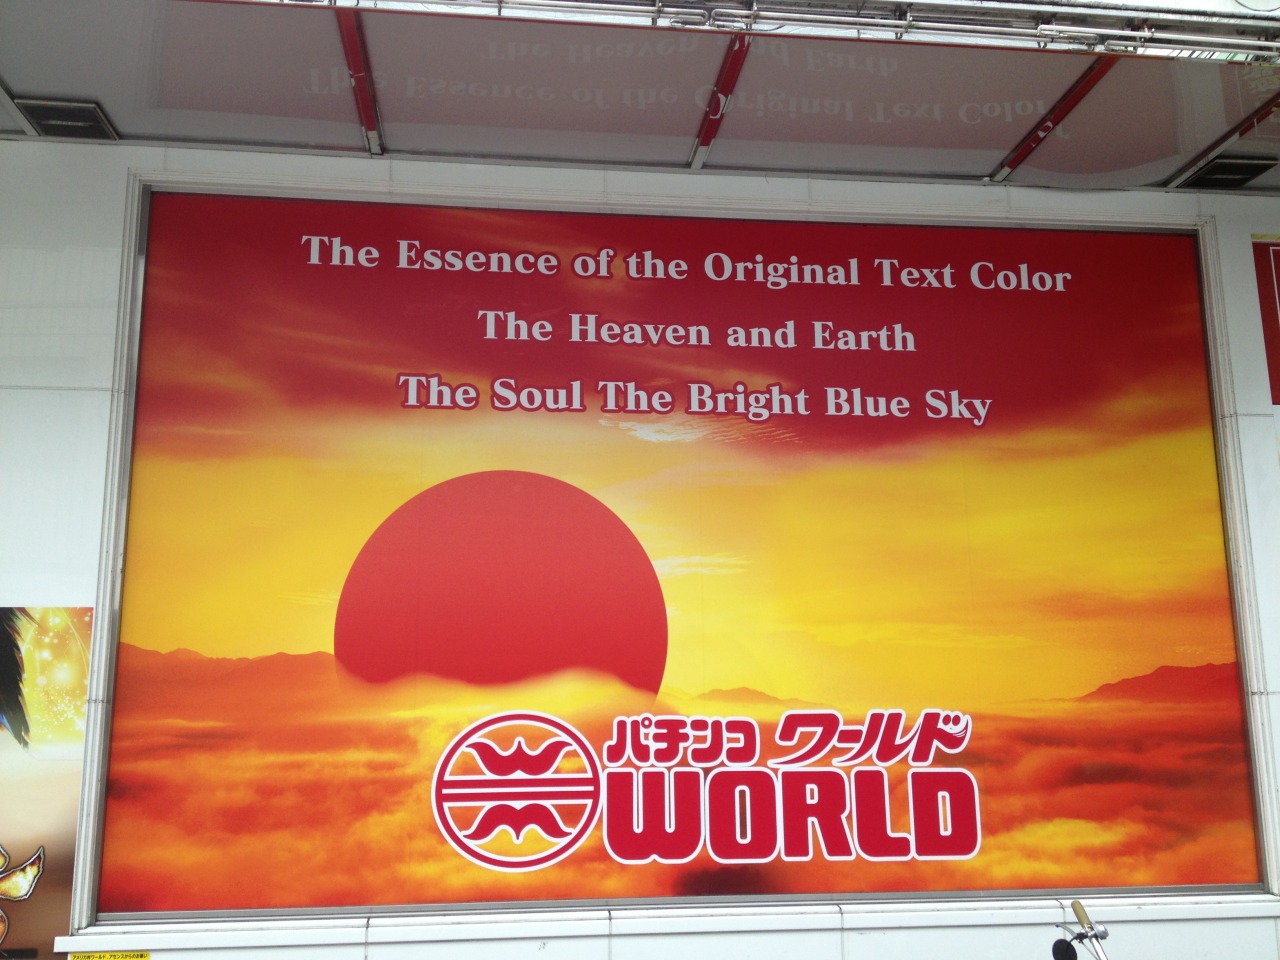 The Essence of the Original Text Color
The Heaven and Earth
The Soul The Bright Blue Sky
パチンコ ワールド
WORLD